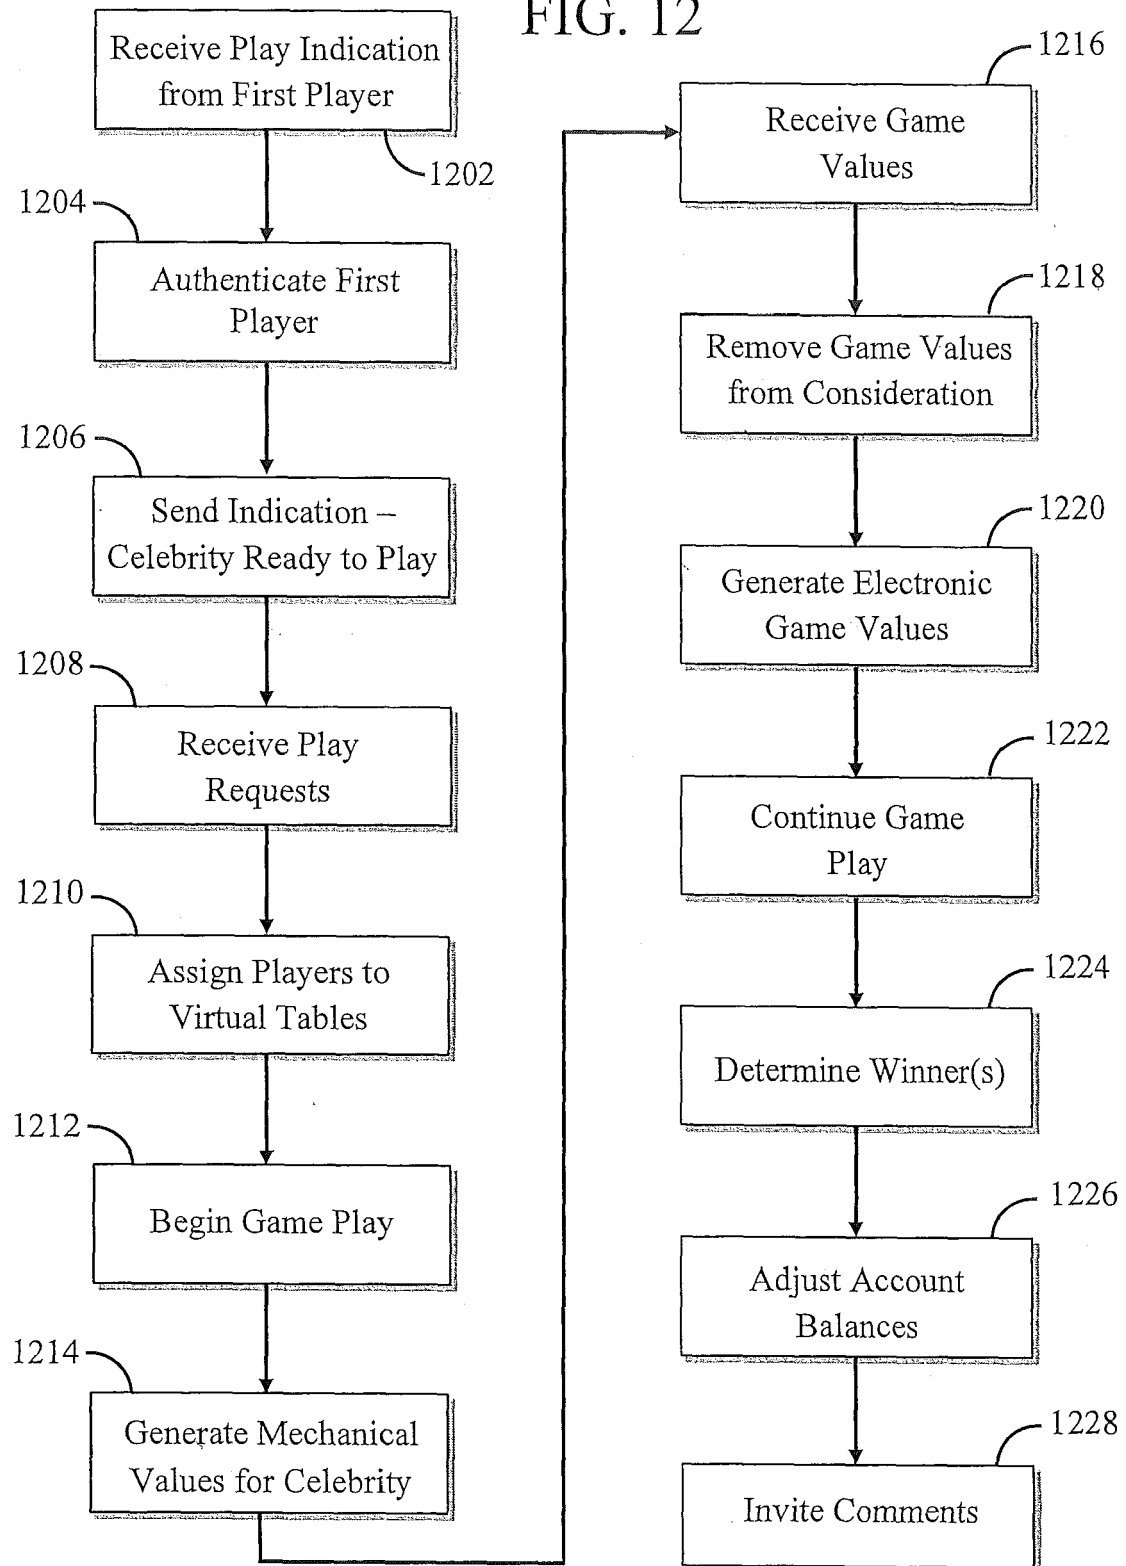 FIG. 12
Receive Play Indication
from First Player
1202
1204
Authenticate First
Player
1206
Send Indication –
Celebrity Ready to Play
1208
Receive Play
Requests
1210
Assign Players to
Virtual Tables
1212
Begin Game Play
1214
Generate Mechanical
Values for Celebrity
1216
Receive Game
Values
1218
Remove Game Values
from Consideration
1220
Generate Electronic
Game Values
1222
Continue Game
Play
1224
Determine Winner(s)
1226
Adjust Account
Balances
1228
Invite Comments